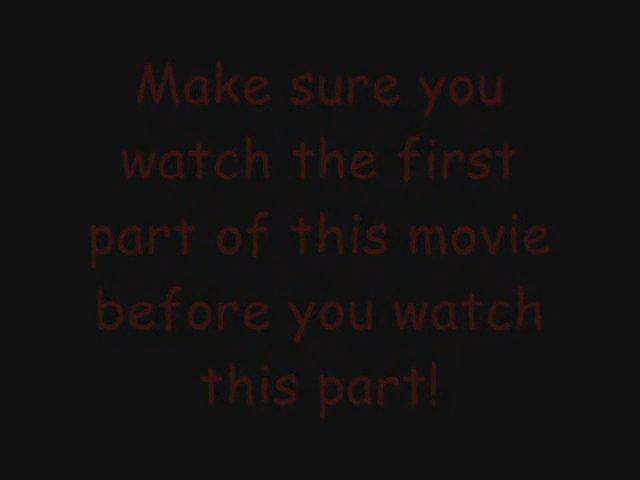 Make sure you
watch the first
part of this movie
before you watch
this part!